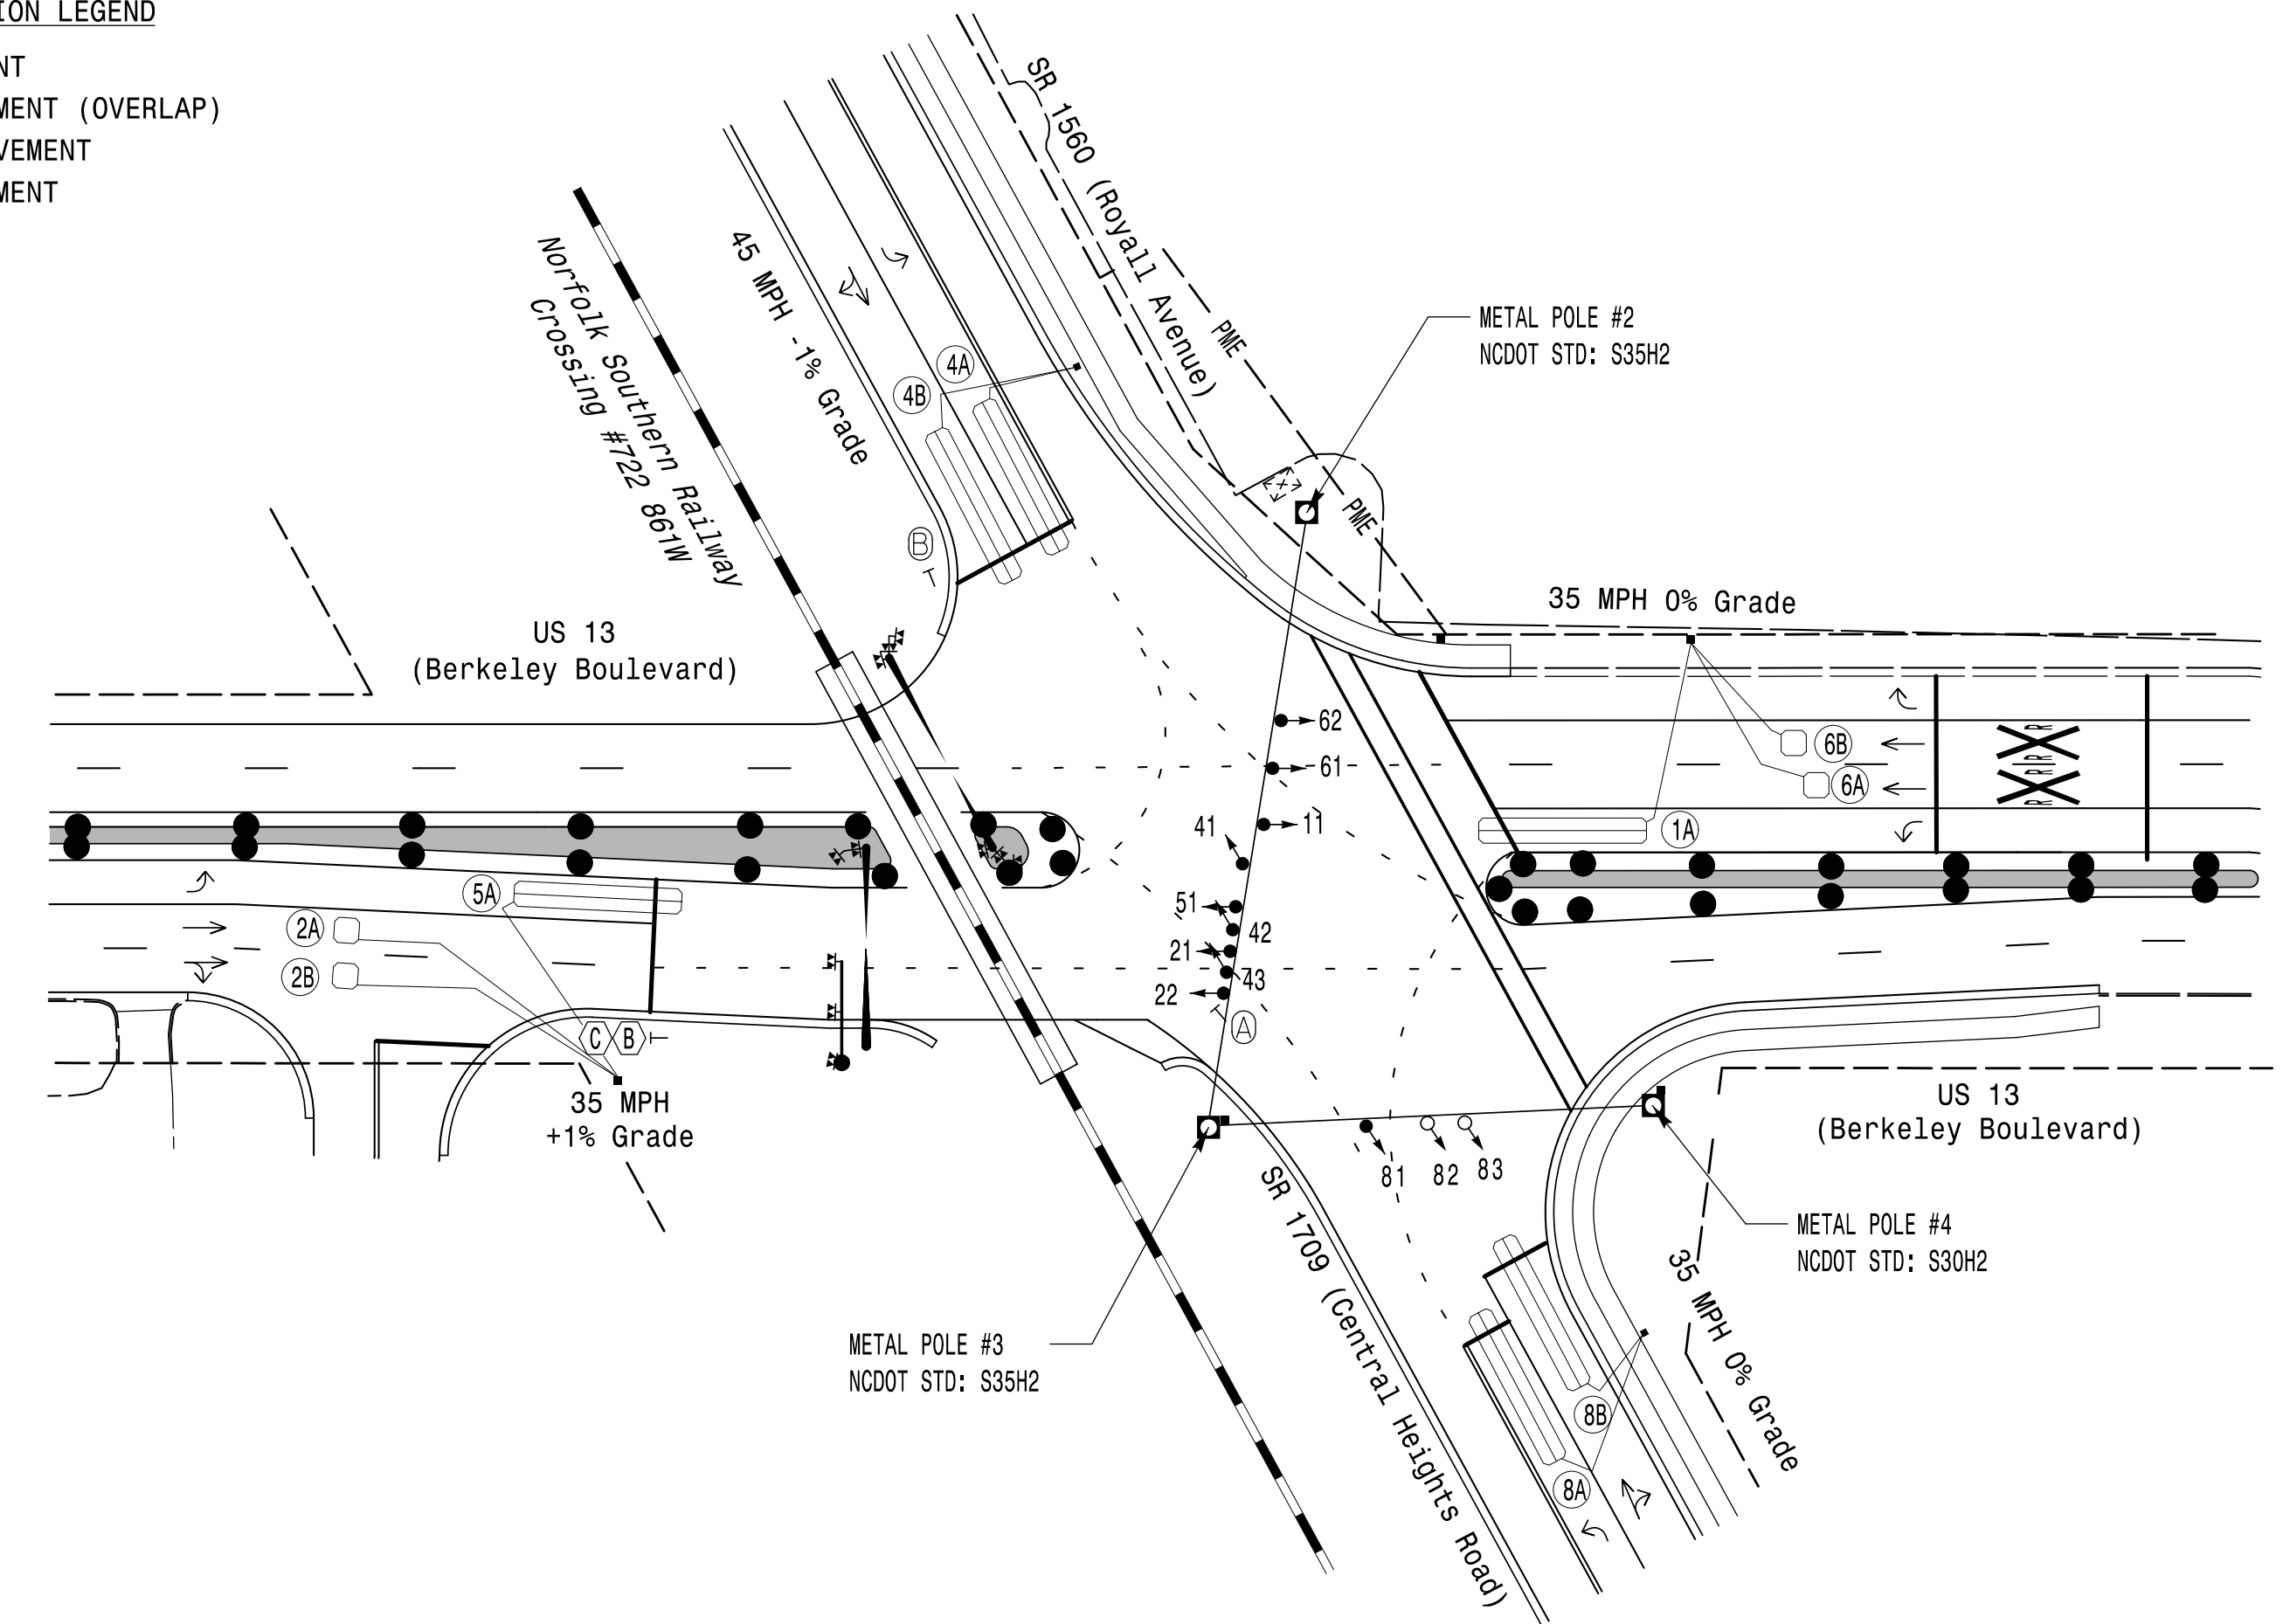 ION LEGEND
NT
MENT (OVERLAP)
VEMENT
MENT
SR 1560 (Royall Avenue)
45 MPH -1% Grade
Norfolk Southern Railway
Crossing #722 861W
PME
PME
METAL POLE #2
NCDOT STD: S35H2
4A
4B
B
US 13
(Berkeley Boulevard)
35 MPH 0% Grade
62
61
11
41
51
42
21
43
22
A
6B
6A
1A
R
R
R
R
5A
2A
2B
C
B
35 MPH
+1% Grade
81
82
83
US 13
(Berkeley Boulevard)
METAL POLE #4
NCDOT STD: S30H2
35 MPH 0% Grade
SR 1709 (Central Heights Road)
METAL POLE #3
NCDOT STD: S35H2
8B
8A